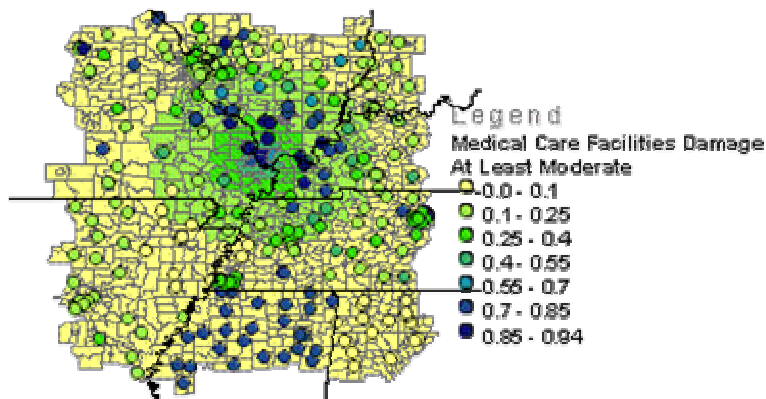 Legend
Medical Care Facilities Damage
At Least Moderate
0.0 - 0.1
0.1 - 0.25
0.25 - 0.4
0.4 - 0.55
0.55 - 0.7
0.7 - 0.85
0.85 - 0.94